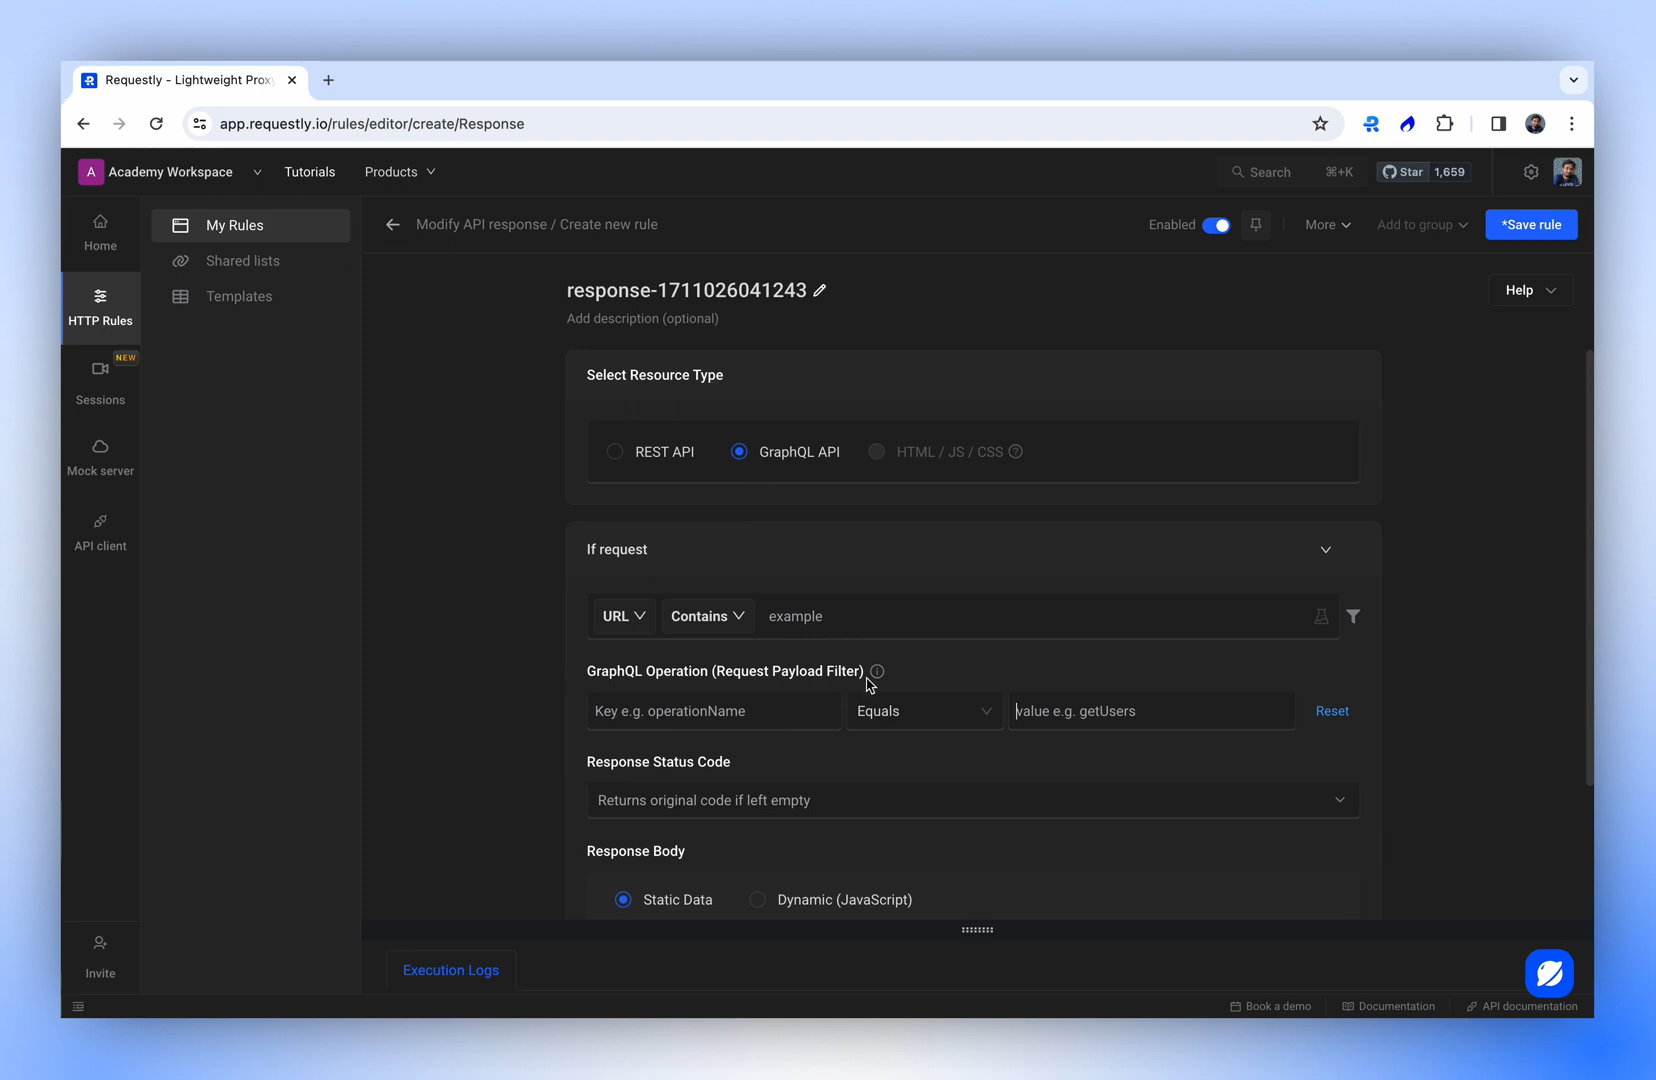 Requestly - Lightweight Prox
app.requestly.io/rules/editor/create/Response
A Academy Workspace Tutorials Products Search ⌘+K Star 1,659
Home
HTTP Rules
NEW
Sessions
Mock server
API client
Invite
My Rules
Shared lists
Templates
Modify API response / Create new rule Enabled More Add to group *Save rule
response-1711026041243 Help
Add description (optional)
Select Resource Type
REST API GraphQL API HTML / JS / CSS
If request
URL Contains example
GraphQL Operation (Request Payload Filter)
Key e.g. operationName Equals value e.g. getUsers Reset
Response Status Code
Returns original code if left empty
Response Body
Static Data Dynamic (JavaScript)
Execution Logs
Book a demo Documentation API documentation